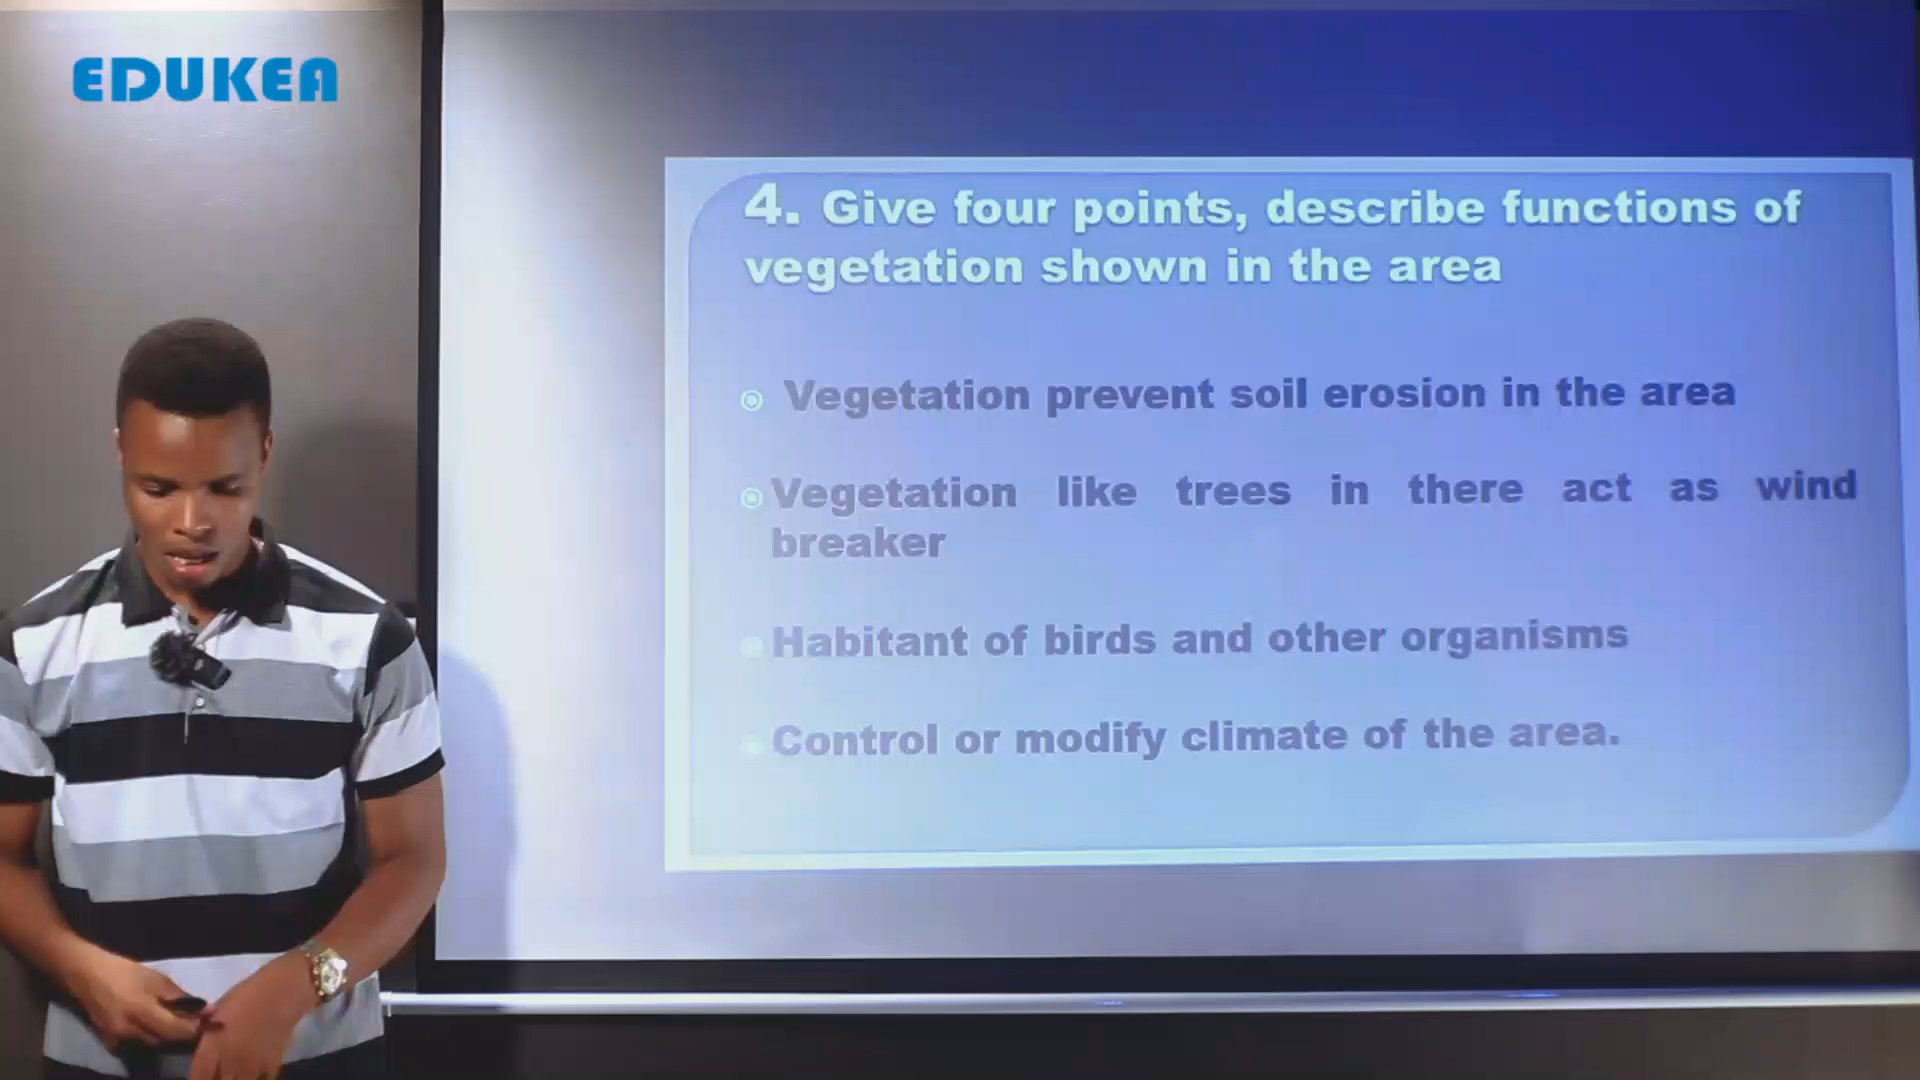 EDUKEA
4. Give four points, describe functions of
vegetation shown in the area
Vegetation prevent soil erosion in the area
Vegetation like trees in there act as wind
breaker
Habitant of birds and other organisms
Control or modify climate of the area.